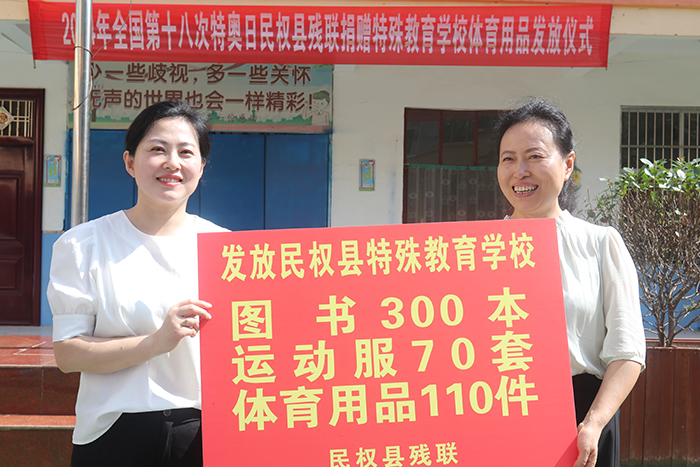 年全国第十八次特奥日民权县残联捐赠特殊教育学校体育用品发放仪式
少一些歧视，多一些关怀
无声的世界也会一样精彩！
发放民权县特殊教育学校
图书300本
运动服70套
体育用品110件
民权县残联